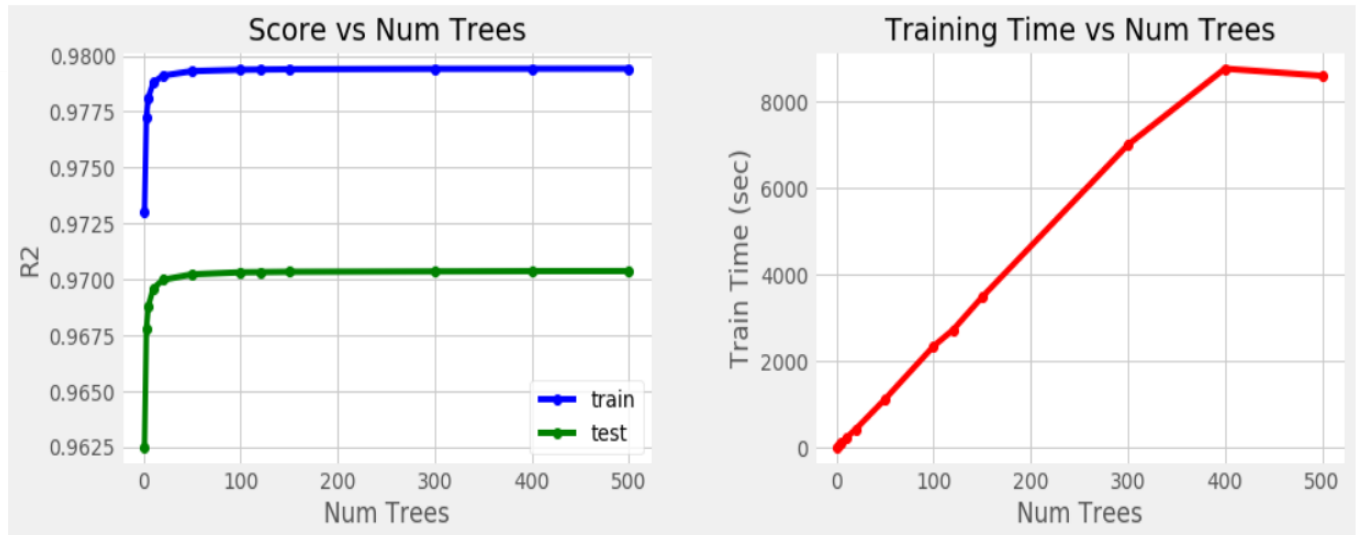 Score vs Num Trees
0.9800
0.9775
0.9750
0.9725
0.9700
0.9675
0.9650
0.9625
R2
train
test
0 100 200 300 400 500
Num Trees
Training Time vs Num Trees
8000
6000
4000
2000
0
Train Time (sec)
0 100 200 300 400 500
Num Trees